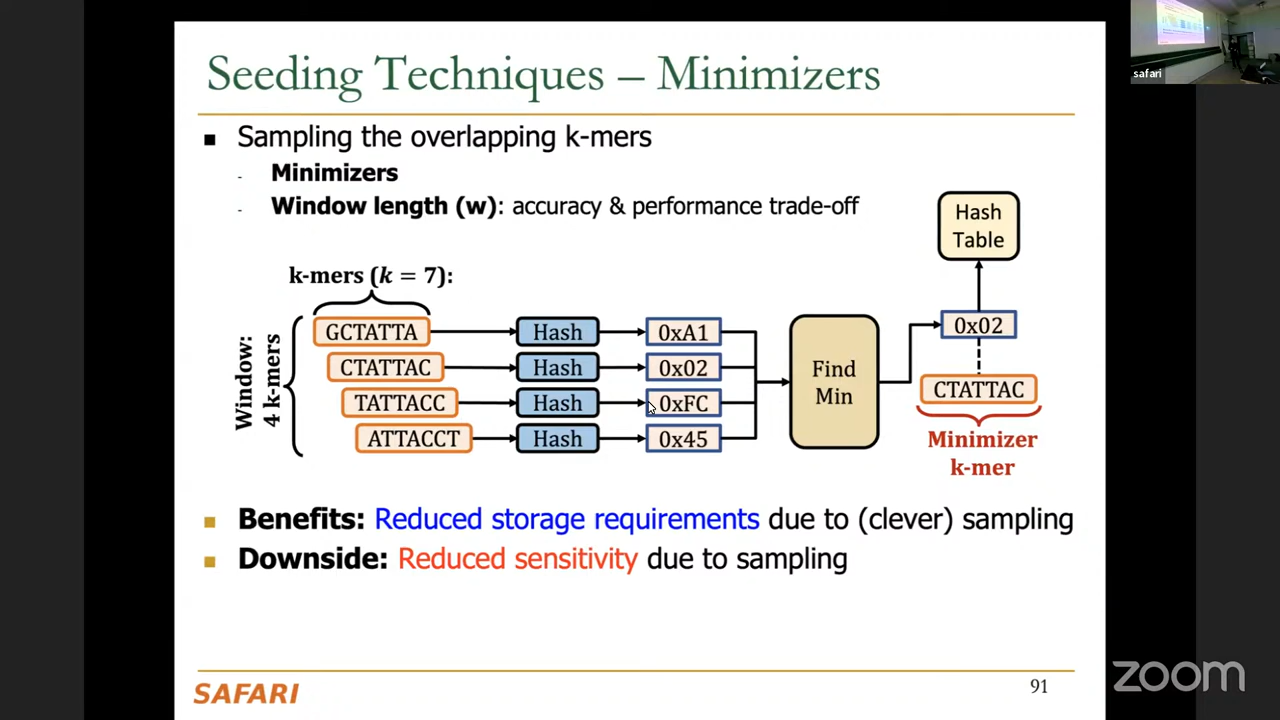 Seeding Techniques – Minimizers
safari
■ Sampling the overlapping k-mers
- Minimizers
- Window length (w): accuracy & performance trade-off
Hash
Table
k-mers (k = 7):
Window:
4 k-mers
GCTATTA Hash 0xA1
CTATTAC Hash 0x02
TATTACC Hash 0xFC
ATTACCT Hash 0x45
Find
Min
0x02
CTATTAC
Minimizer
k-mer
■ Benefits: Reduced storage requirements due to (clever) sampling
■ Downside: Reduced sensitivity due to sampling
SAFARI
91
zoom